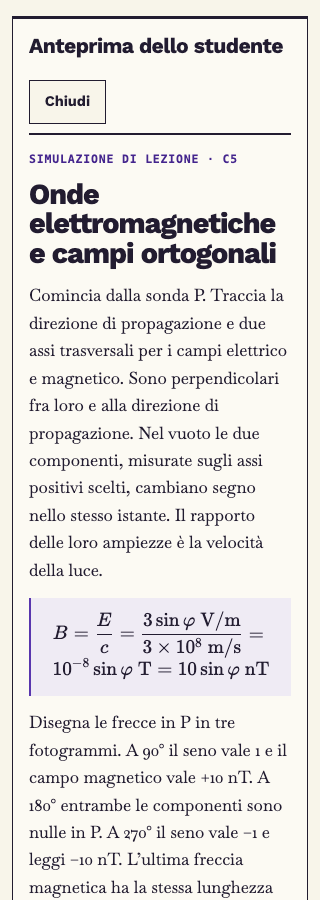 Anteprima dello studente
Chiudi
SIMULAZIONE DI LEZIONE · C5
Onde
elettromagnetiche
e campi ortogonali
Comincia dalla sonda P. Traccia la
direzione di propagazione e due
assi trasversali per i campi elettrico
e magnetico. Sono perpendicolari
fra loro e alla direzione di
propagazione. Nel vuoto le due
componenti, misurate sugli assi
positivi scelti, cambiano segno
nello stesso istante. Il rapporto
delle loro ampiezze è la velocità
della luce.
B = E/c = (3 sin φ V/m)/(3 × 10⁸ m/s) =
10⁻⁸ sin φ T = 10 sin φ nT
Disegna le frecce in P in tre
fotogrammi. A 90° il seno vale 1 e il
campo magnetico vale +10 nT. A
180° entrambe le componenti sono
nulle in P. A 270° il seno vale −1 e
leggi −10 nT. L’ultima freccia
magnetica ha la stessa lunghezza